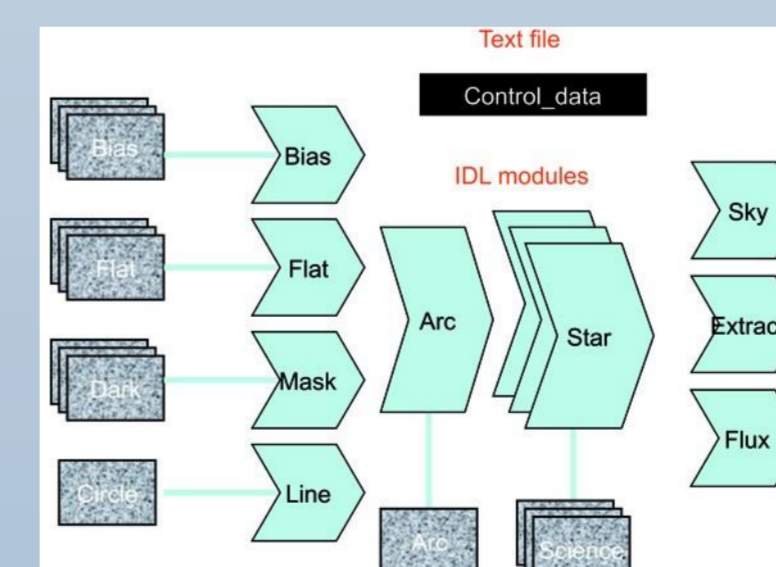 Text file
Control_data
IDL modules
Bias
Bias
Flat
Flat
Dark
Mask
Circle
Line
Arc
Star
Arc
Science
Sky
Extrac
Flux